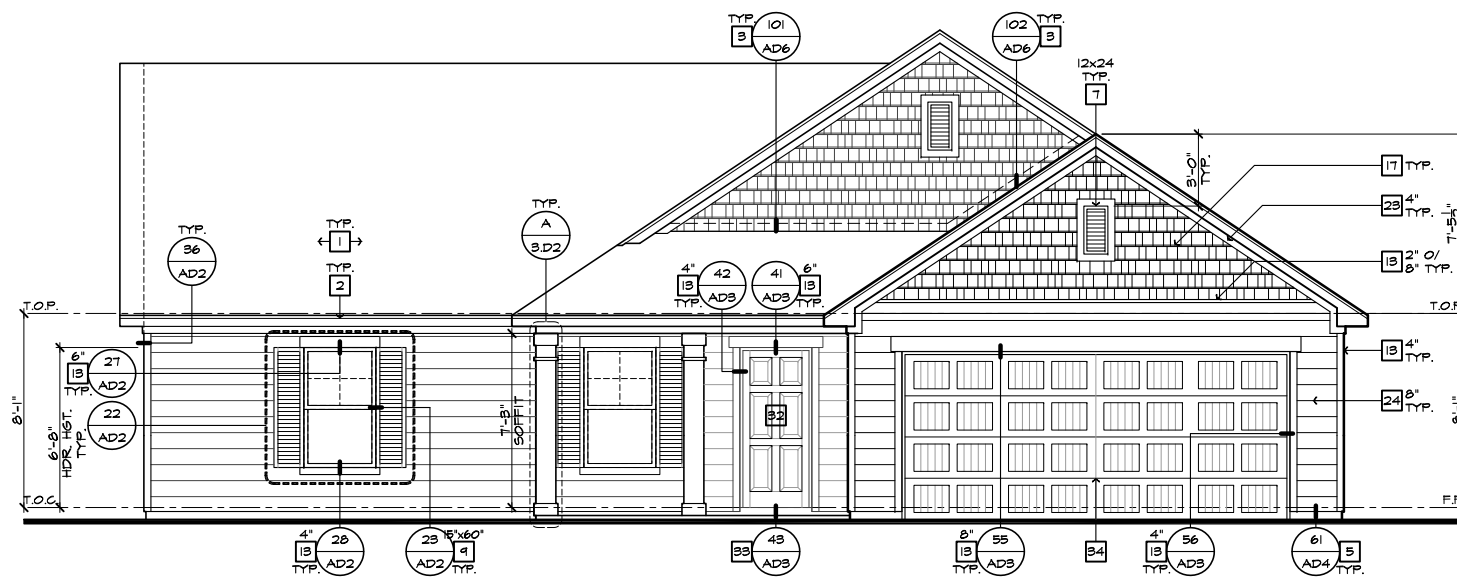 TYP.
3
101
AD6
102
AD6
TYP.
3
12x24
TYP.
7
3'-0"
TYP.
17 TYP.
23 4"
TYP.
13 2" O/
8" TYP.
TYP.
A
3.D2
TYP.
1
TYP.
2
TYP.
36
AD2
4"
13
TYP.
42
AD3
41
AD3
6"
13
TYP.
T.O.P.
T.O.P.
13 4"
TYP.
24 8"
TYP.
6"
13
TYP.
27
AD2
22
AD2
8'-1"
6'-8"
HDR. HGT.
TYP.
7'-3"
SOFFIT
32
T.O.C.
4"
13
TYP.
28
AD2
23
AD2
15"x60"
9
TYP.
33
43
AD3
8"
13
TYP.
55
AD3
34
4"
13
TYP.
56
AD3
61
AD4
5
TYP.